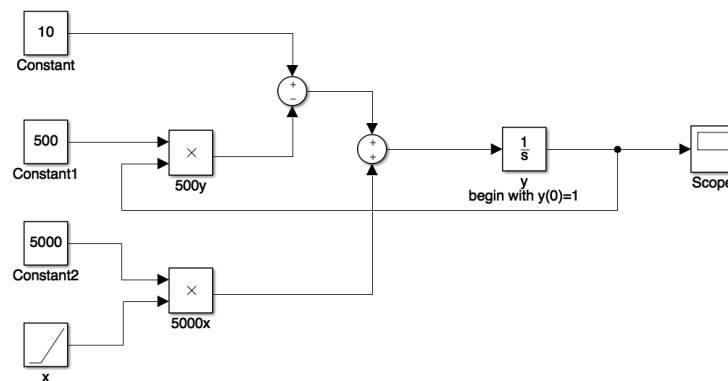 10
Constant
+
−
500
Constant1
×
500y
+
+
1
s
y
begin with y(0)=1
Scope
5000
Constant2
×
5000x
x